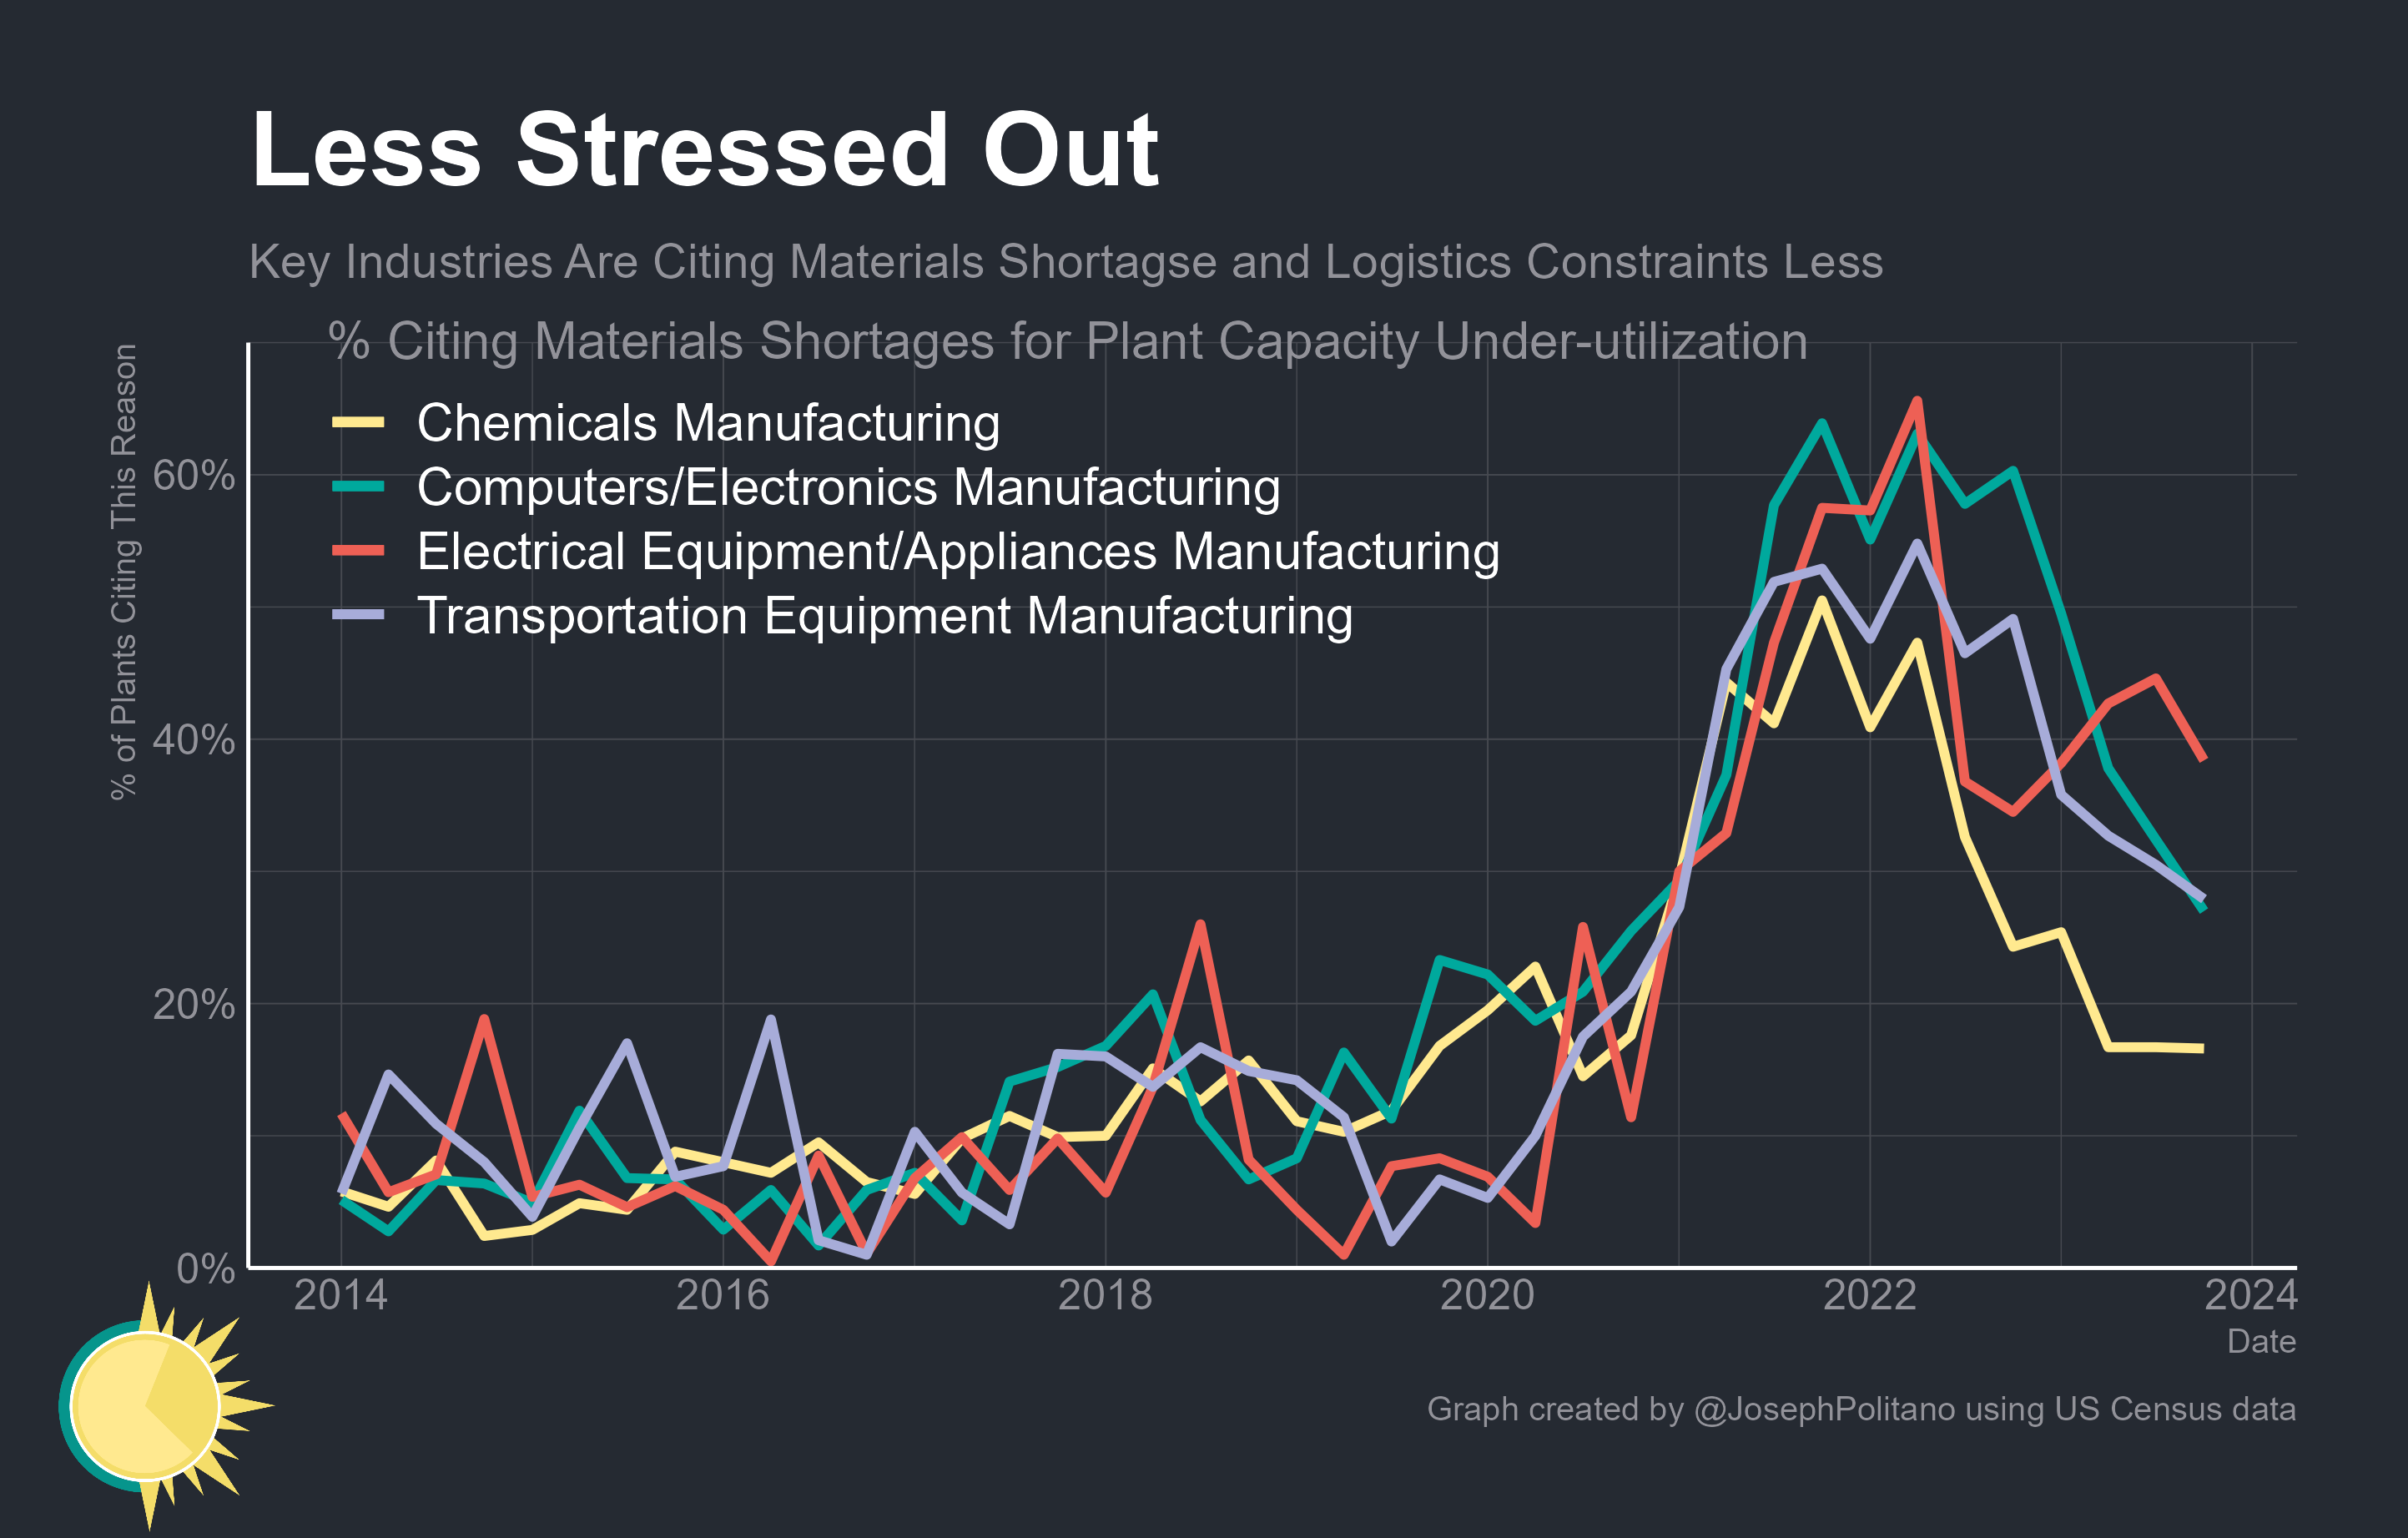 Less Stressed Out
Key Industries Are Citing Materials Shortagse and Logistics Constraints Less
% Citing Materials Shortages for Plant Capacity Under-utilization
Chemicals Manufacturing
Computers/Electronics Manufacturing
Electrical Equipment/Appliances Manufacturing
Transportation Equipment Manufacturing
% of Plants Citing This Reason
60%
40%
20%
0%
2014 2016 2018 2020 2022 2024
Date
Graph created by @JosephPolitano using US Census data